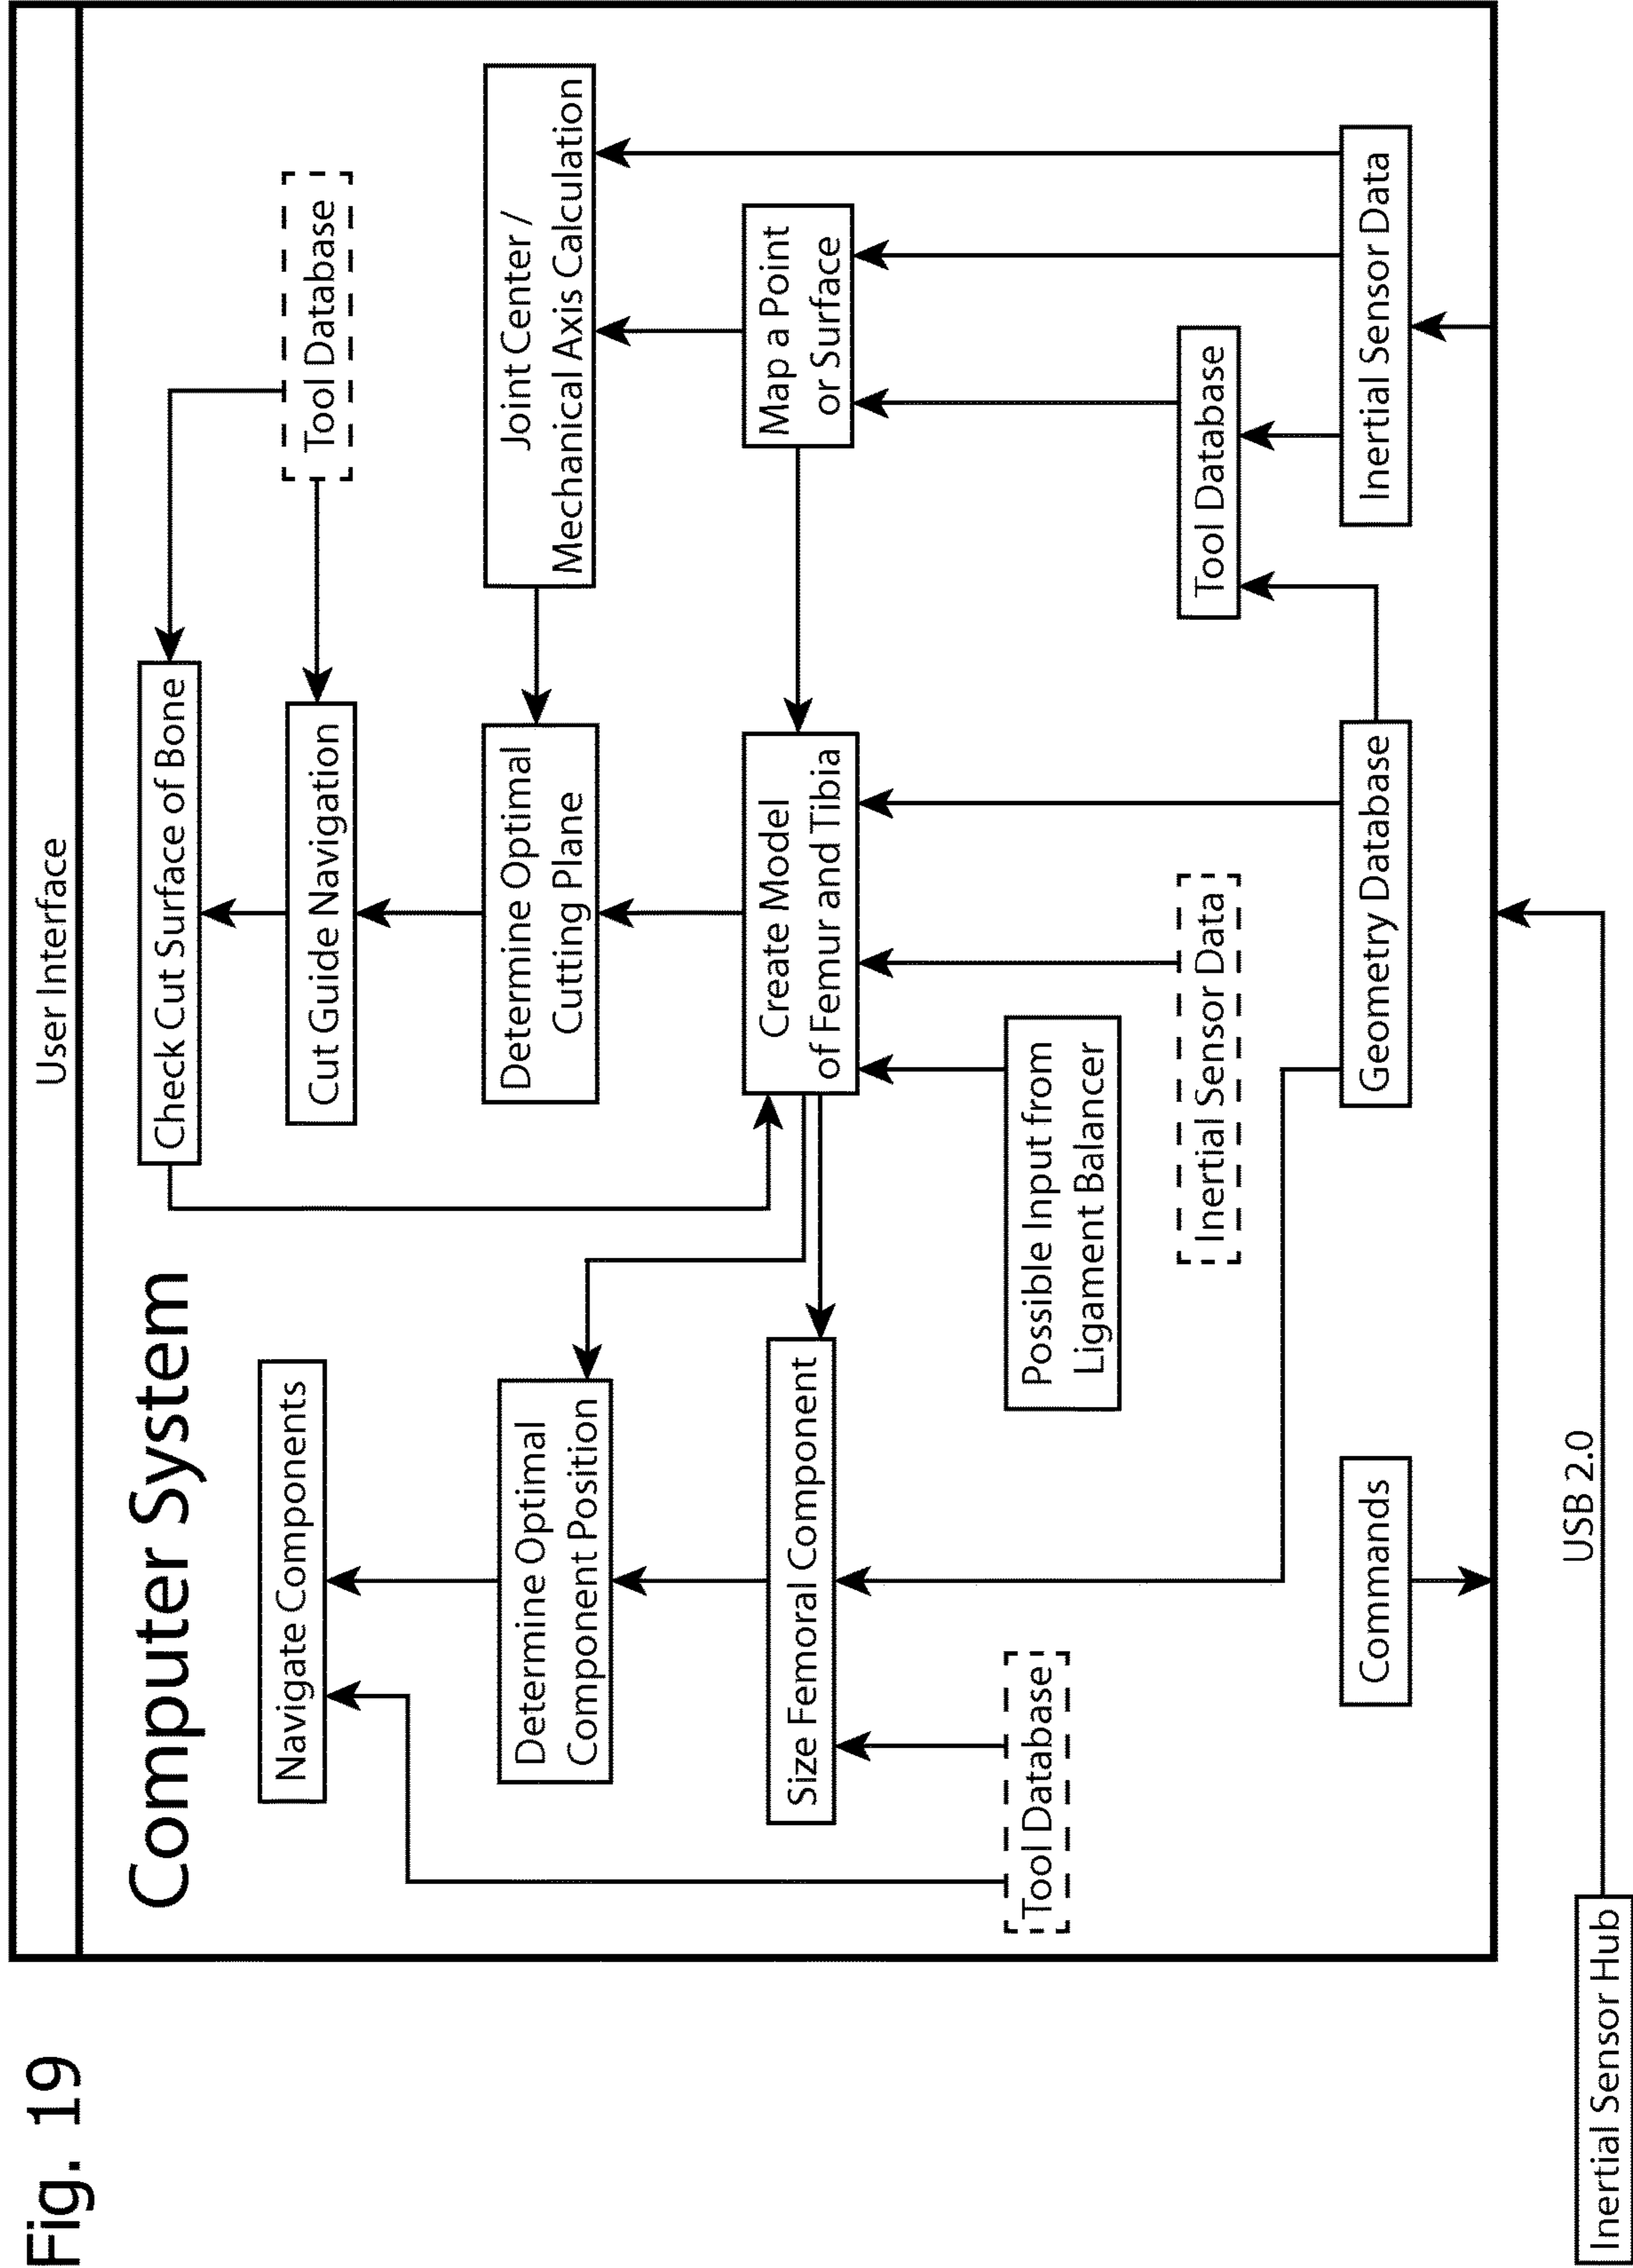 Fig. 19
User Interface
Computer System
Navigate Components
Determine Optimal
Component Position
Size Femoral Component
Tool Database
Commands
Check Cut Surface of Bone
Cut Guide Navigation
Determine Optimal
Cutting Plane
Create Model
of Femur and Tibia
Possible Input from
Ligament Balancer
Inertial Sensor Data
Geometry Database
Tool Database
Joint Center /
Mechanical Axis Calculation
Map a Point
or Surface
Tool Database
Inertial Sensor Data
USB 2.0
Inertial Sensor Hub